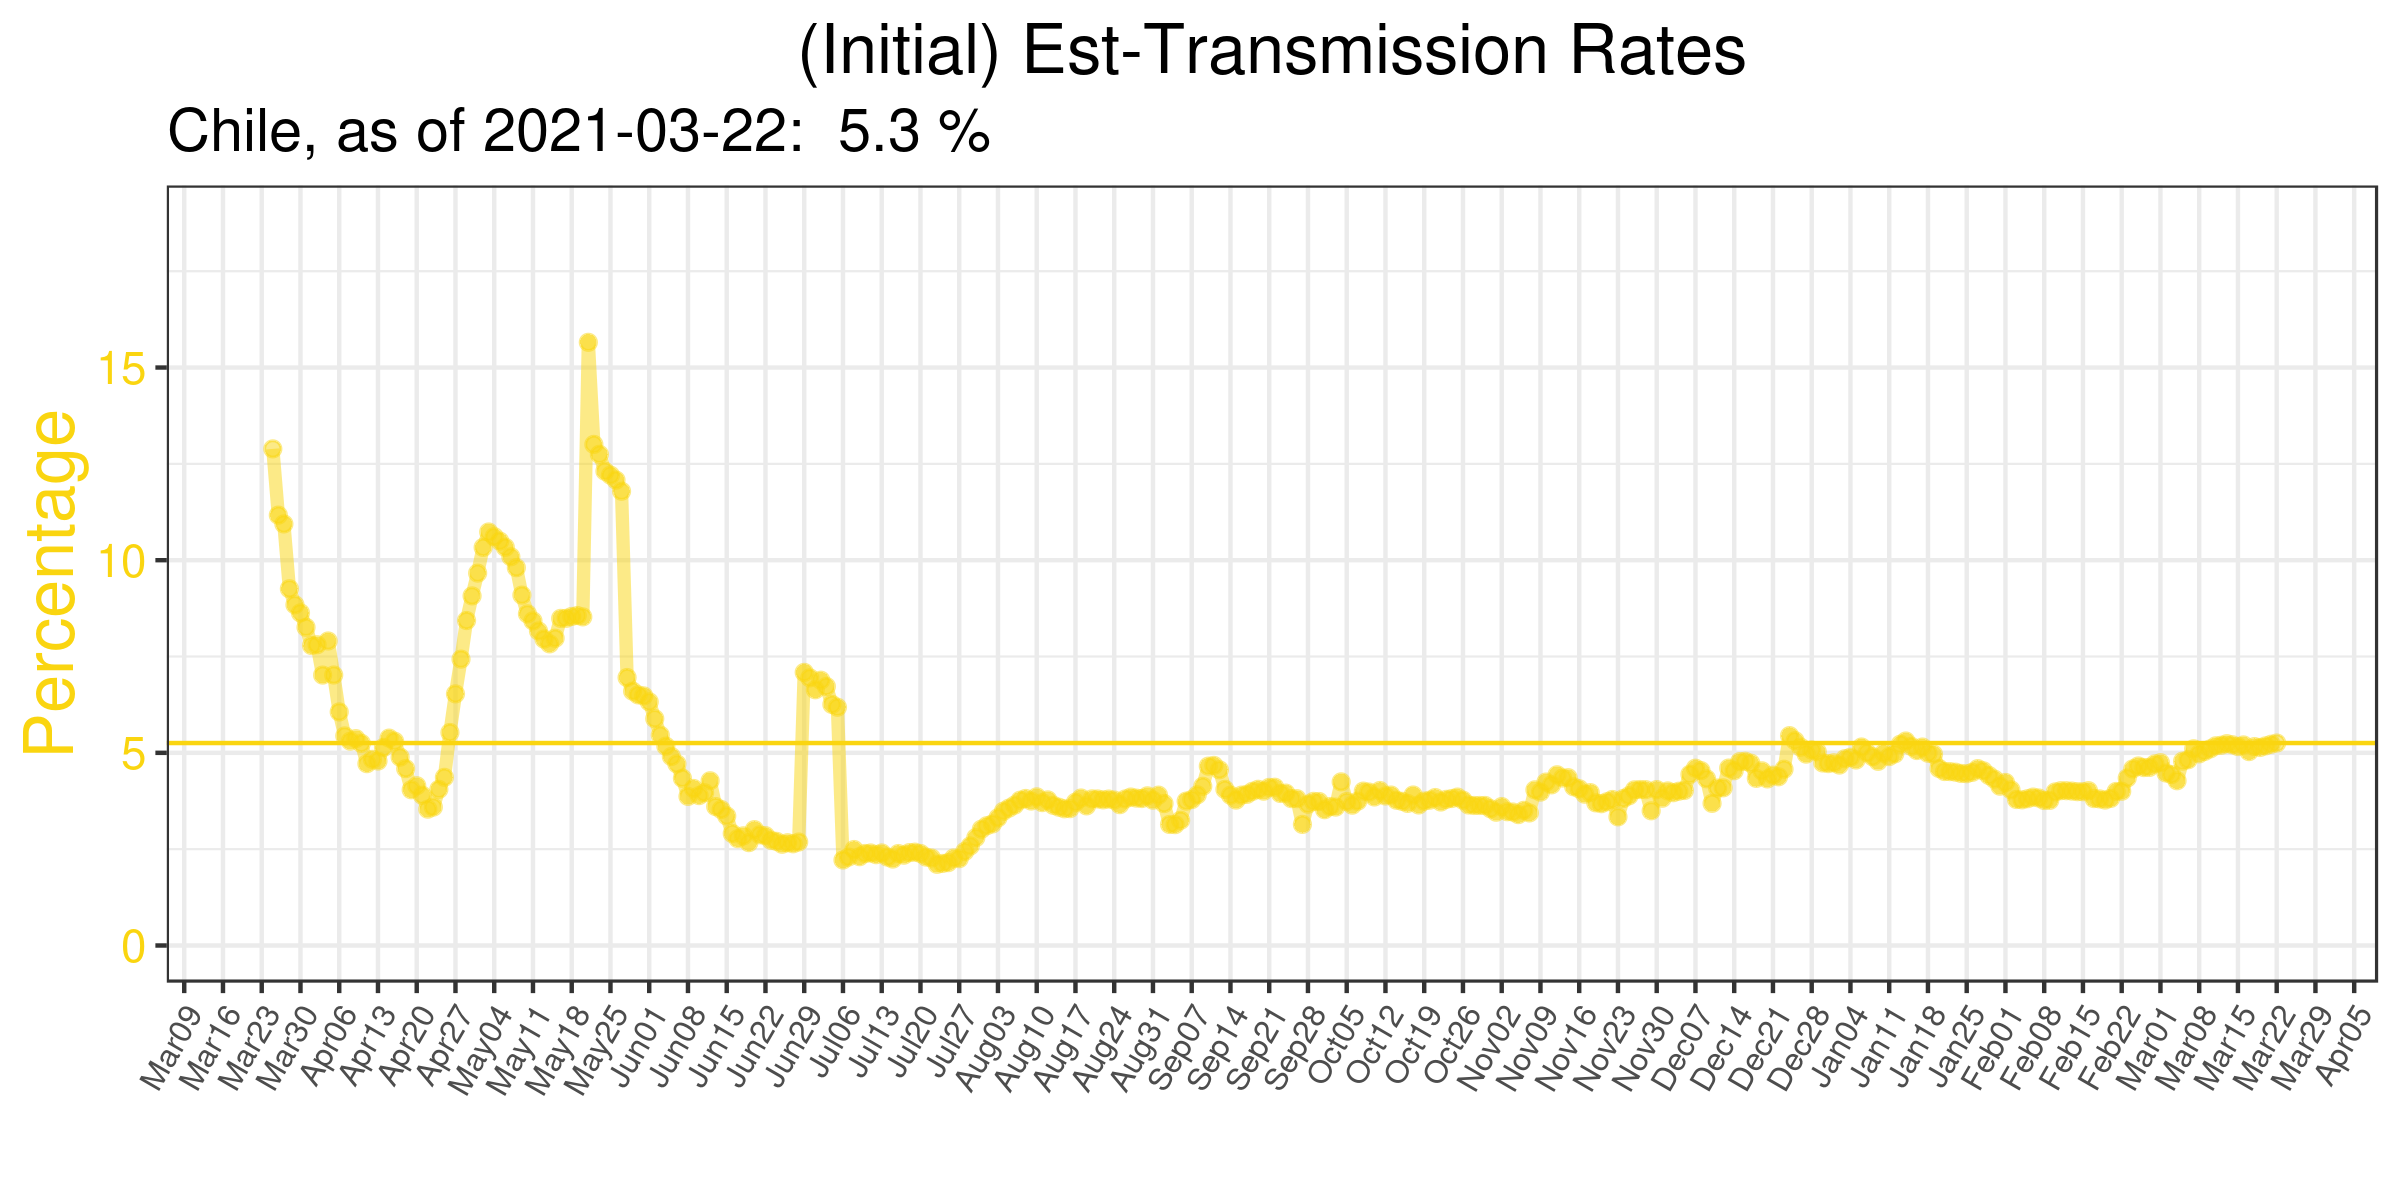 (Initial) Est-Transmission Rates
Chile, as of 2021-03-22:  5.3 %
Percentage
15
10
5
0
Mar09 Mar16 Mar23 Mar30 Apr06 Apr13 Apr20 Apr27 May04 May11 May18 May25 Jun01 Jun08 Jun15 Jun22 Jun29 Jul06 Jul13 Jul20 Jul27 Aug03 Aug10 Aug17 Aug24 Aug31 Sep07 Sep14 Sep21 Sep28 Oct05 Oct12 Oct19 Oct26 Nov02 Nov09 Nov16 Nov23 Nov30 Dec07 Dec14 Dec21 Dec28 Jan04 Jan11 Jan18 Jan25 Feb01 Feb08 Feb15 Feb22 Mar01 Mar08 Mar15 Mar22 Mar29 Apr05